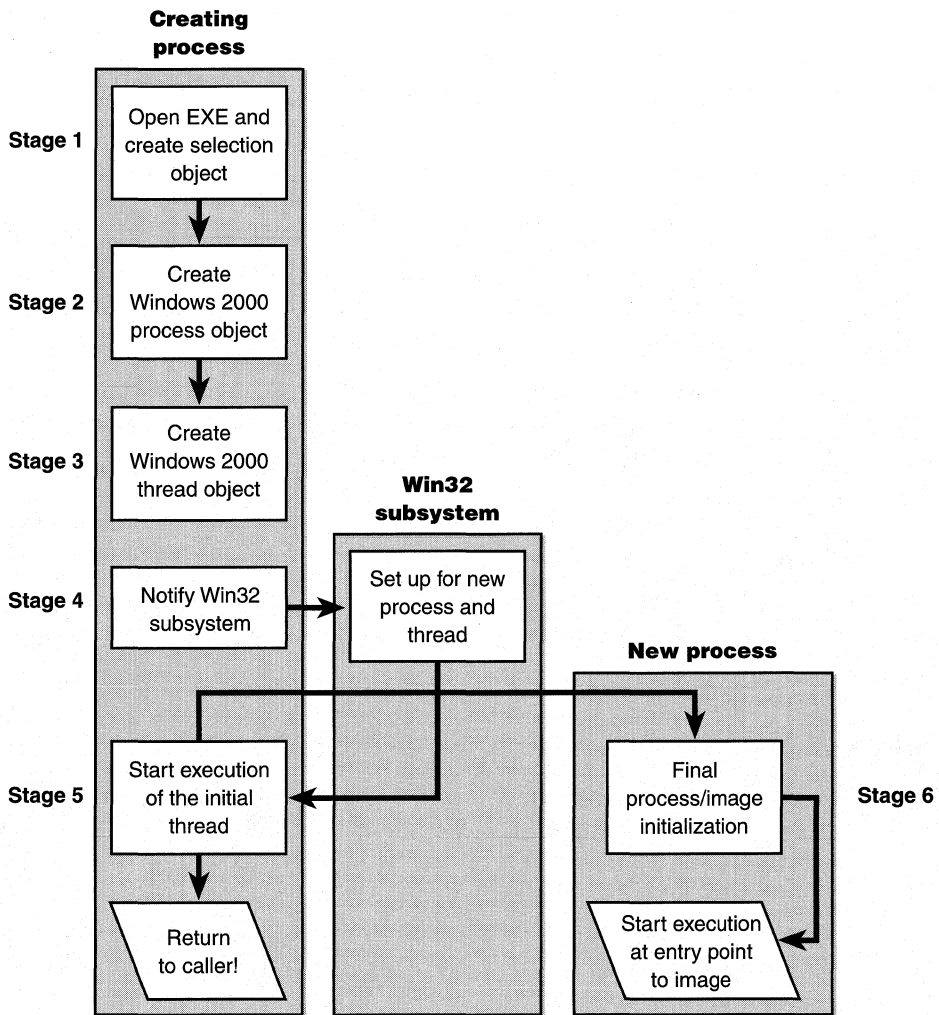 Creating
process
Stage 1
Open EXE and
create selection
object
Stage 2
Create
Windows 2000
process object
Stage 3
Create
Windows 2000
thread object
Win32
subsystem
Stage 4
Notify Win32
subsystem
Set up for new
process and
thread
New process
Stage 5
Start execution
of the initial
thread
Final
process/image
initialization
Stage 6
Return
to caller!
Start execution
at entry point
to image